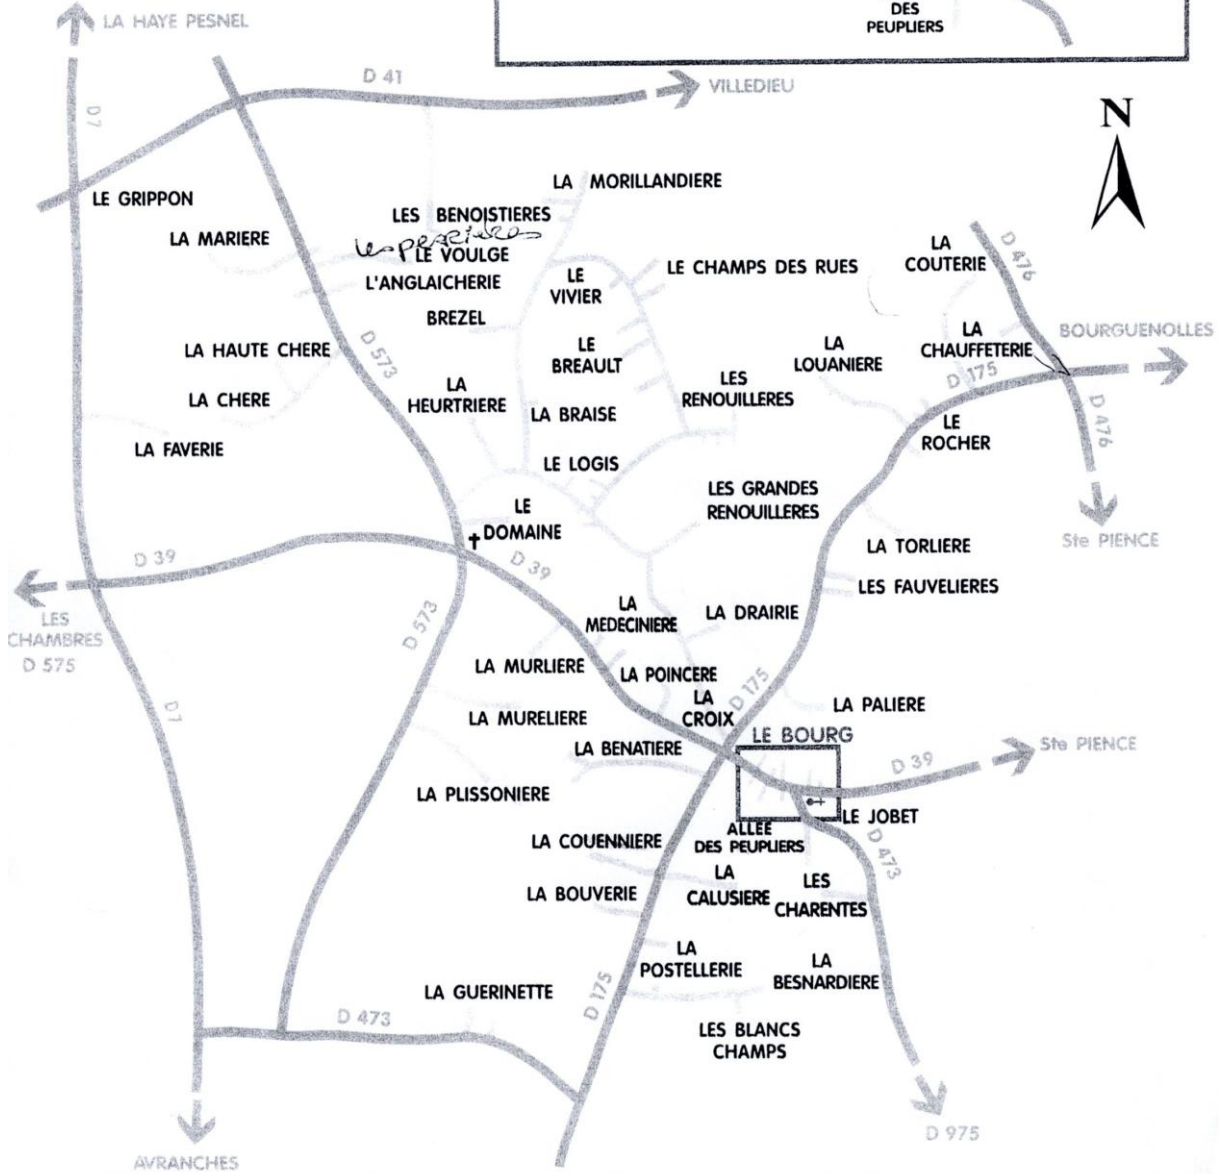 DES
PEUPLIERS
LA HAYE PESNEL
D 41
VILLEDIEU
D7
N
LE GRIPPON
LA MORILLANDIERE
LES BENOISTIERES
les perrieres
LA MARIERE
LE VOULGE
L'ANGLAICHERIE
LE
VIVIER
LE CHAMPS DES RUES
LA
COUTERIE
D 476
BREZEL
LA HAUTE CHERE
D 573
LE
BREAULT
LA
LOUANIERE
LA
CHAUFFETERIE
BOURGUENOLLES
D 175
LA
HEURTRIERE
LES
RENOUILLERES
LA CHERE
LA BRAISE
LE
ROCHER
D 476
LA FAVERIE
LE LOGIS
LES GRANDES
RENOUILLERES
LE
DOMAINE
LA TORLIERE
Ste PIENCE
D 39
D 39
LES FAUVELIERES
LES
CHAMBRES
D 575
D 573
LA
MEDECINIERE
LA DRAIRIE
LA MURLIERE
LA POINCERE
D 175
LA
CROIX
LA PALIERE
D7
LA MURELIERE
LE BOURG
LA BENATIERE
Ste PIENCE
D 39
LA PLISSONIERE
LE JOBET
ALLEE
DES PEUPLIERS
LA COUENNIERE
D 473
LA
CALUSIERE
LES
CHARENTES
LA BOUVERIE
LA
POSTELLERIE
LA
BESNARDIERE
LA GUERINETTE
D 175
D 473
LES BLANCS
CHAMPS
D 975
AVRANCHES